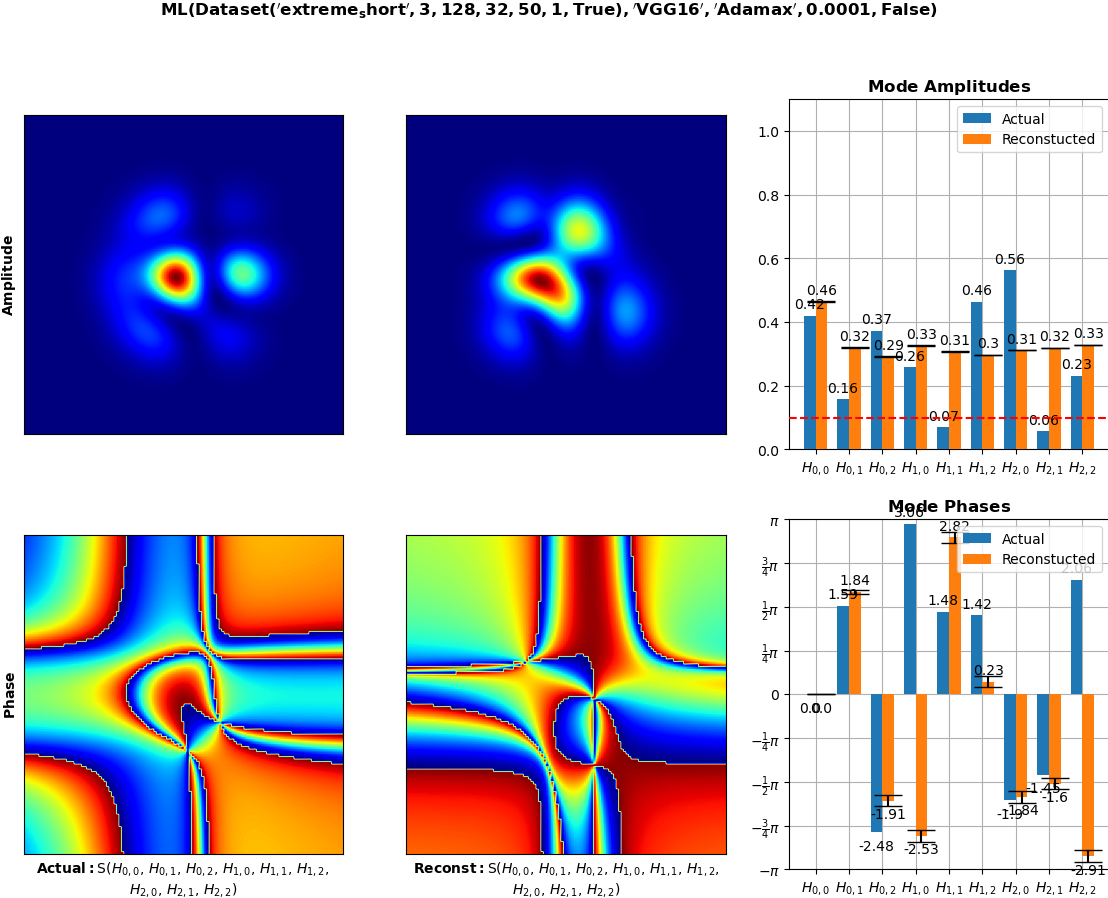 ML(Dataset('extremeₛhort', 3, 128, 32, 50, 1, True), 'VGG16', 'Adamax', 0.0001, False)
Amplitude
Mode Amplitudes
Actual
Reconstucted
1.0
0.8
0.6
0.4
0.2
0.0
0.42 0.46 0.16 0.32 0.37 0.29 0.26 0.33 0.07 0.31 0.46 0.3 0.56 0.31 0.06 0.32 0.23 0.33
H₀,₀ H₀,₁ H₀,₂ H₁,₀ H₁,₁ H₁,₂ H₂,₀ H₂,₁ H₂,₂
Phase
Actual: S(H₀,₀, H₀,₁, H₀,₂, H₁,₀, H₁,₁, H₁,₂,
H₂,₀, H₂,₁, H₂,₂)
Reconst: S(H₀,₀, H₀,₁, H₀,₂, H₁,₀, H₁,₁, H₁,₂,
H₂,₀, H₂,₁, H₂,₂)
Mode Phases
Actual
Reconstucted
π
3/4π
1/2π
1/4π
0
−1/4π
−1/2π
−3/4π
−π
0.0 0.0 1.59 1.84 -2.48 -1.91 3.06 -2.53 1.48 2.82 1.42 0.23 -1.9 -1.84 -1.45 -1.6 2.06 -2.91
H₀,₀ H₀,₁ H₀,₂ H₁,₀ H₁,₁ H₁,₂ H₂,₀ H₂,₁ H₂,₂